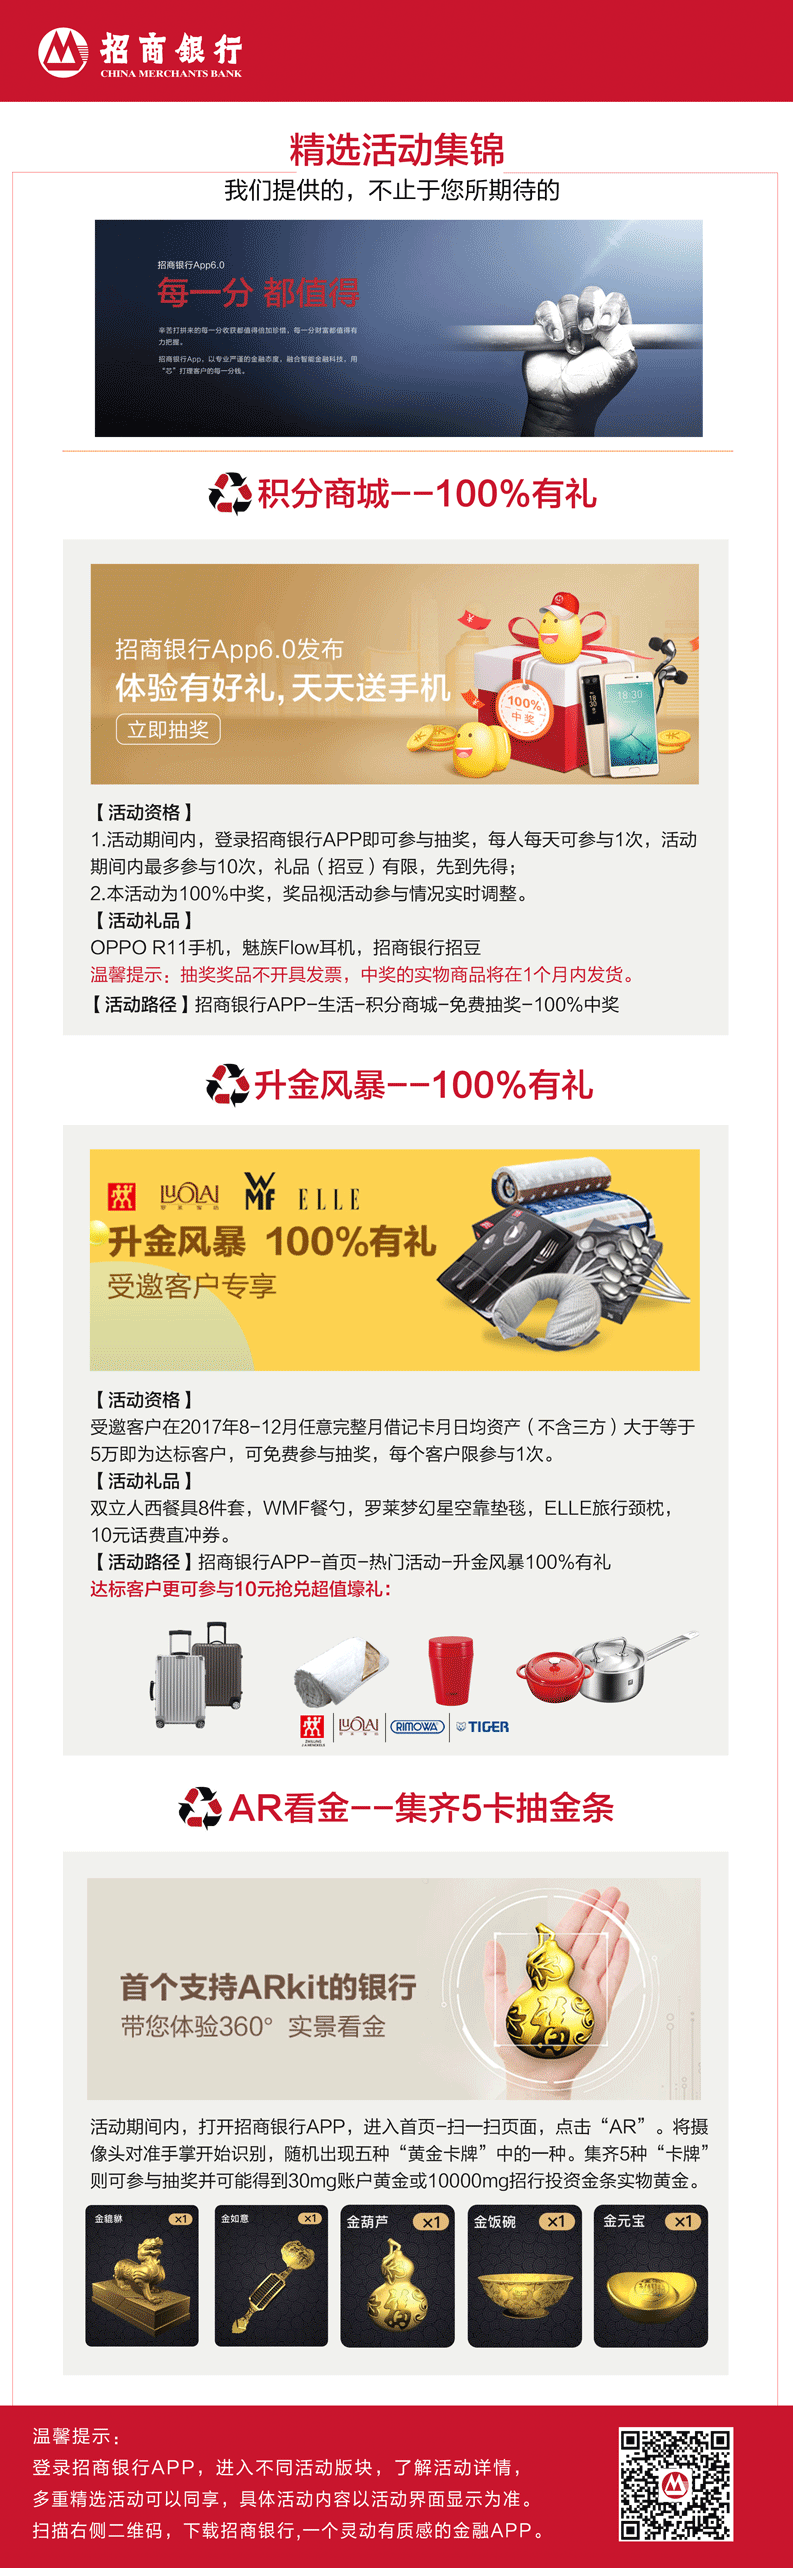 招商銀行
CHINA MERCHANTS BANK
精选活动集锦
我们提供的，不止于您所期待的
招商银行App6.0
每一分 都值得
辛苦打拼来的每一分收获都值得倍加珍惜，每一分财富都值得有
力把握。
招商银行App，以专业严谨的金融态度，融合智能金融科技，用
“芯”打理客户的每一分钱。
积分商城--100%有礼
招商银行App6.0发布
体验有好礼，天天送手机
立即抽奖
100%
中奖
18:30
【活动资格】
1.活动期间内，登录招商银行APP即可参与抽奖，每人每天可参与1次，活动
期间内最多参与10次，礼品（招豆）有限，先到先得；
2.本活动为100%中奖，奖品视活动参与情况实时调整。
【活动礼品】
OPPO R11手机，魅族Flow耳机，招商银行招豆
温馨提示：抽奖奖品不开具发票，中奖的实物商品将在1个月内发货。
【活动路径】招商银行APP-生活-积分商城-免费抽奖-100%中奖
升金风暴--100%有礼
LUOLAI
WMF
ELLE
升金风暴 100%有礼
受邀客户专享
【活动资格】
受邀客户在2017年8-12月任意完整月借记卡月日均资产（不含三方）大于等于
5万即为达标客户，可免费参与抽奖，每个客户限参与1次。
【活动礼品】
双立人西餐具8件套，WMF餐勺，罗莱梦幻星空靠垫毯，ELLE旅行颈枕，
10元话费直冲券。
【活动路径】招商银行APP-首页-热门活动-升金风暴100%有礼
达标客户更可参与10元抢兑超值壕礼：
ZWILLING
J.A.HENCKELS
LUOLAI
RIMOWA
TIGER
AR看金--集齐5卡抽金条
首个支持ARkit的银行
带您体验360° 实景看金
活动期间内，打开招商银行APP，进入首页-扫一扫页面，点击“AR”。将摄
像头对准手掌开始识别，随机出现五种“黄金卡牌”中的一种。集齐5种“卡牌”
则可参与抽奖并可能得到30mg账户黄金或10000mg招行投资金条实物黄金。
金貔貅 ×1
金如意 ×1
金葫芦 ×1
金饭碗 ×1
金元宝 ×1
温馨提示：
登录招商银行APP，进入不同活动版块，了解活动详情，
多重精选活动可以同享，具体活动内容以活动界面显示为准。
扫描右侧二维码，下载招商银行,一个灵动有质感的金融APP。